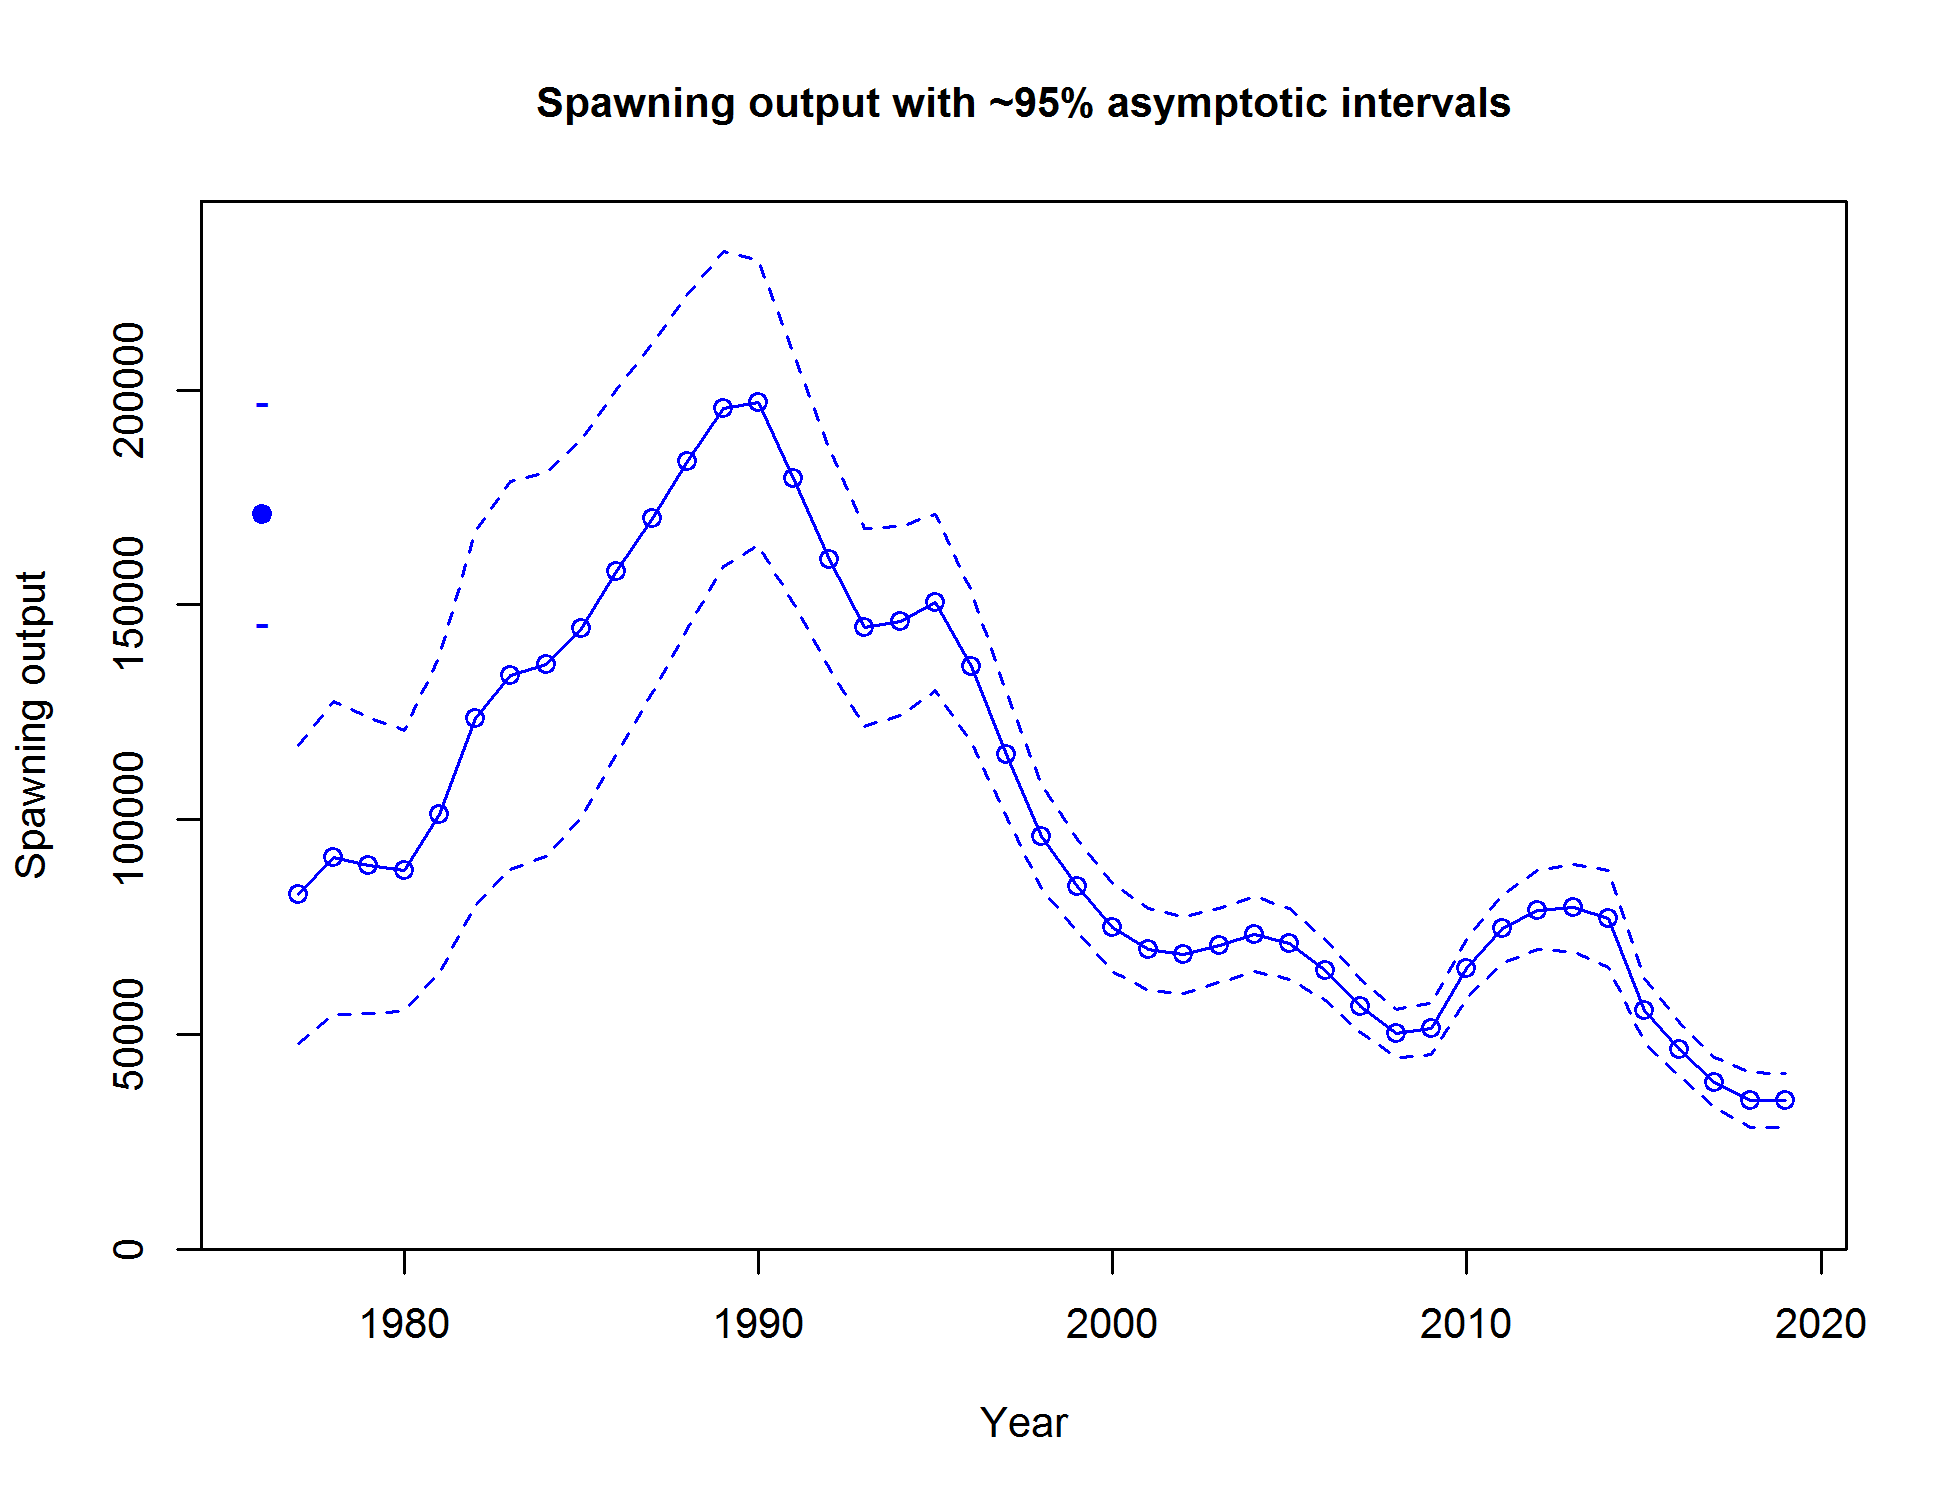 Spawning output with ~95% asymptotic intervals
Spawning output
200000
150000
100000
50000
0
1980 1990 2000 2010 2020
Year